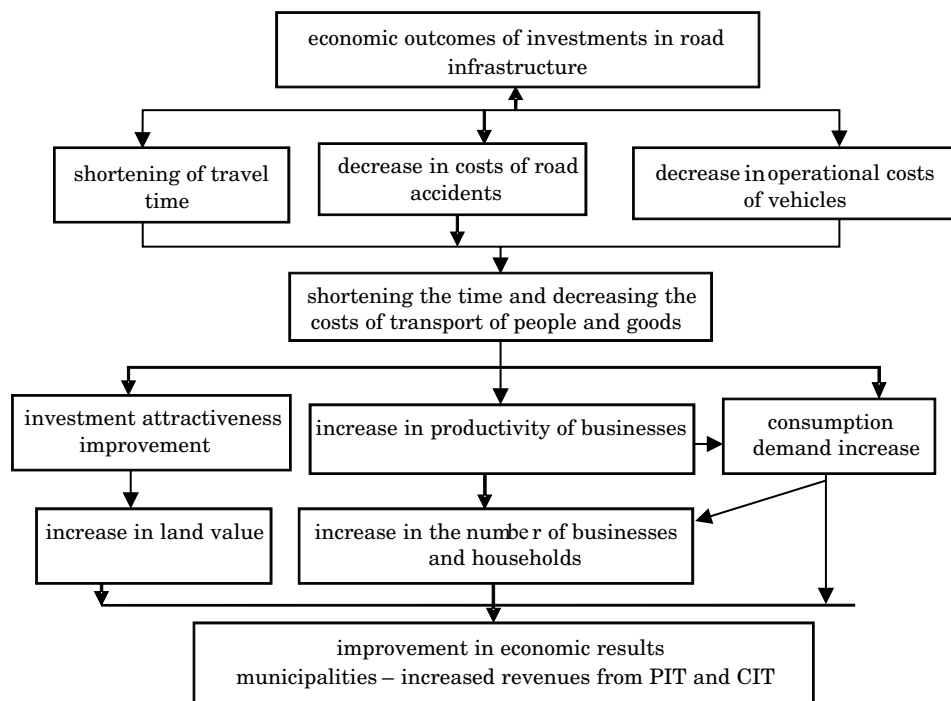 economic outcomes of investments in road
infrastructure
shortening of travel
time
decrease in costs of road
accidents
decrease in operational costs
of vehicles
shortening the time and decreasing the
costs of transport of people and goods
investment attractiveness
improvement
increase in productivity of businesses
consumption
demand increase
increase in land value
increase in the number of businesses
and households
improvement in economic results
municipalities – increased revenues from PIT and CIT